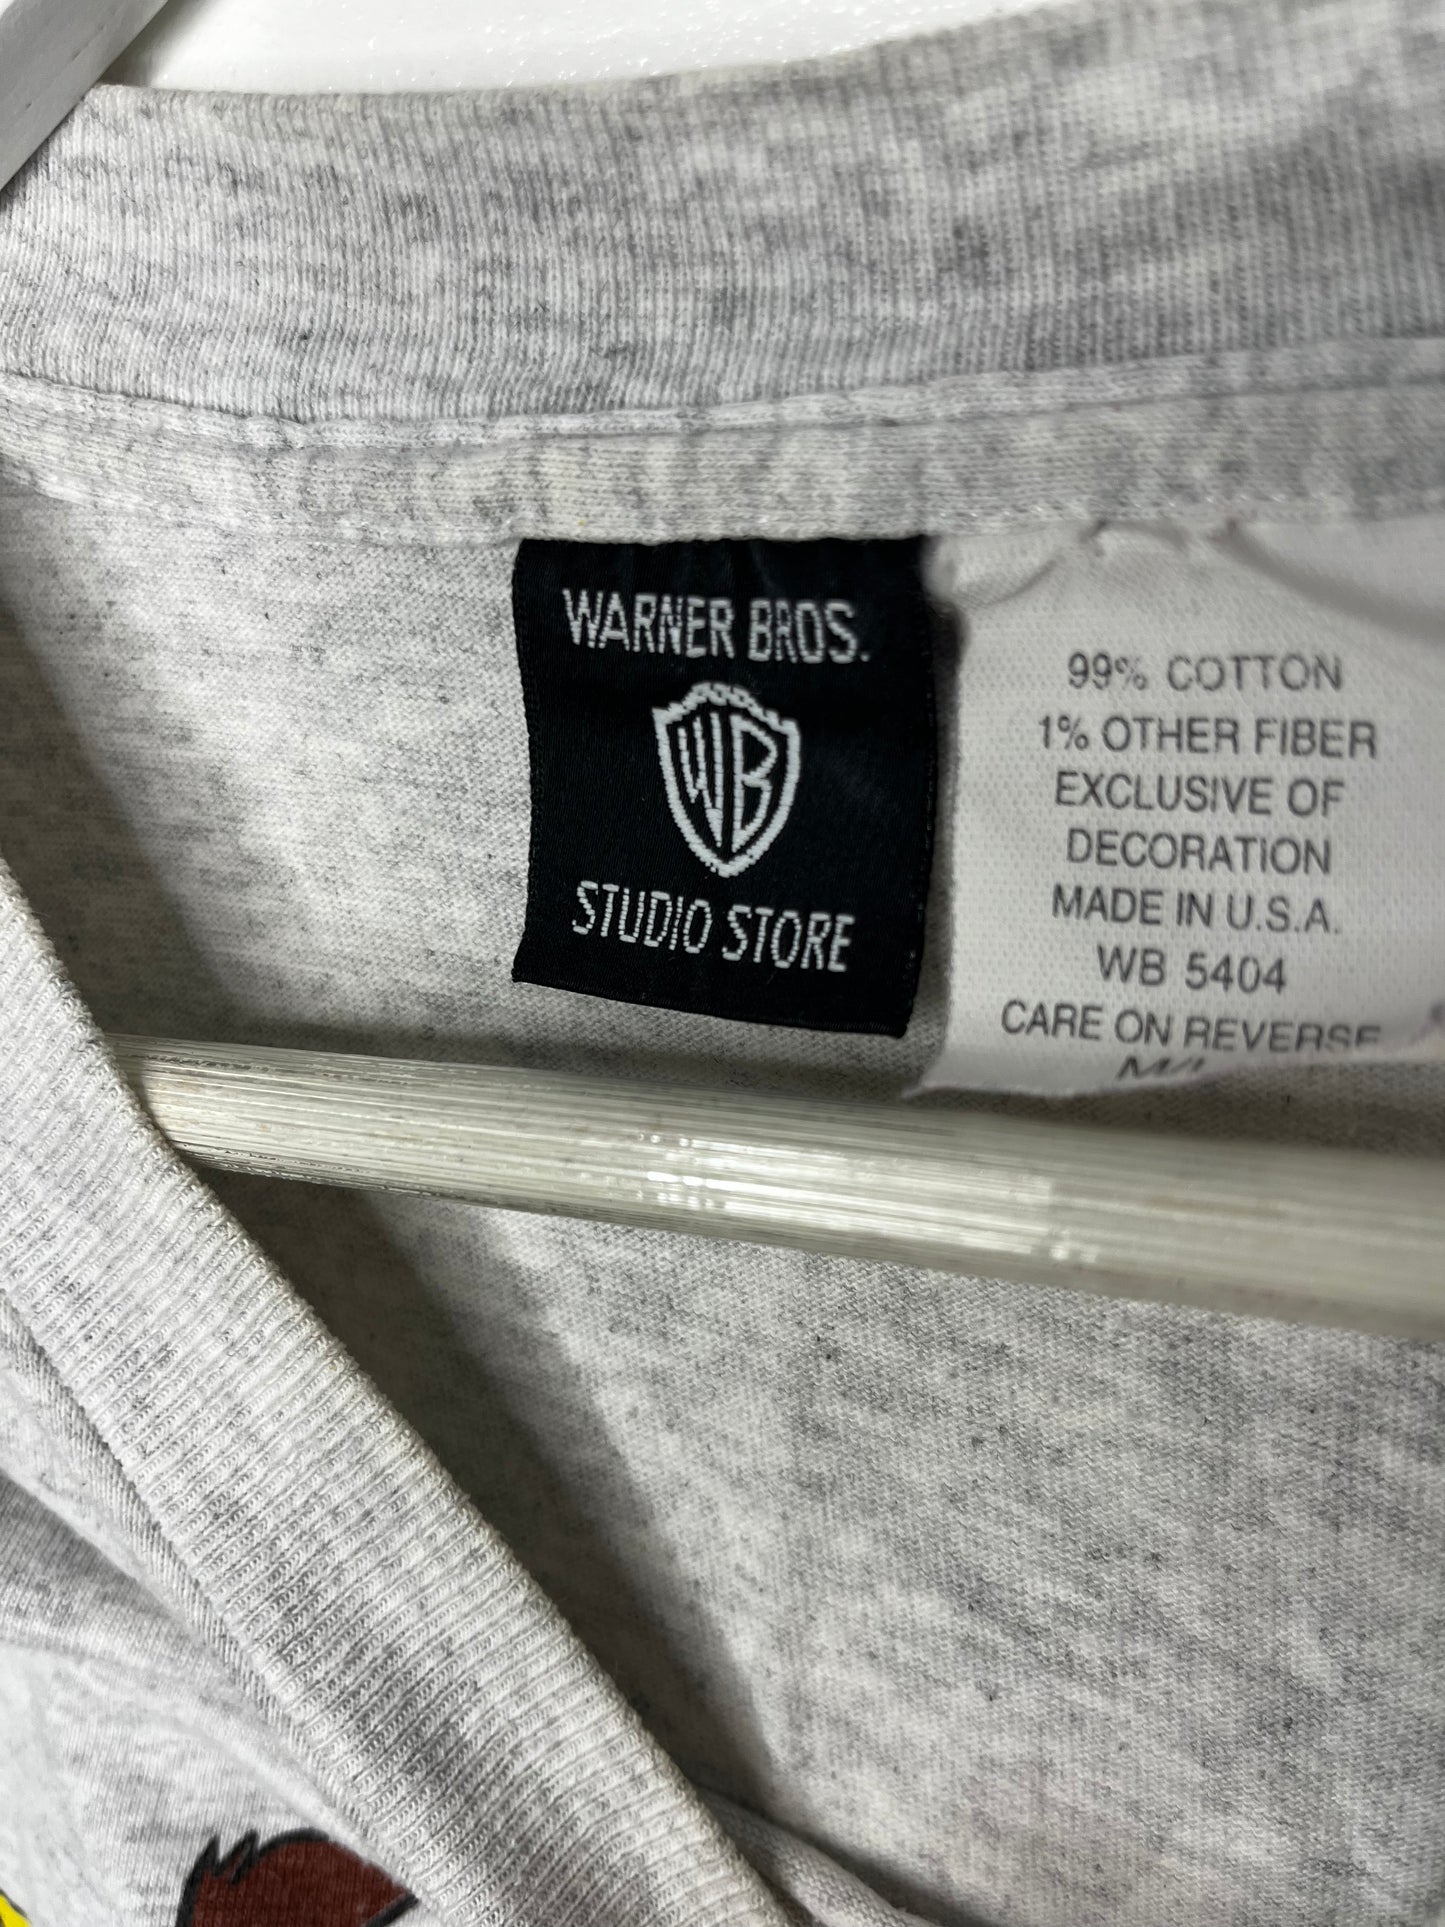 WARNER BROS.
WB
STUDIO STORE
99% COTTON
1% OTHER FIBER
EXCLUSIVE OF
DECORATION
MADE IN U.S.A.
WB 5404
CARE ON REVERSE